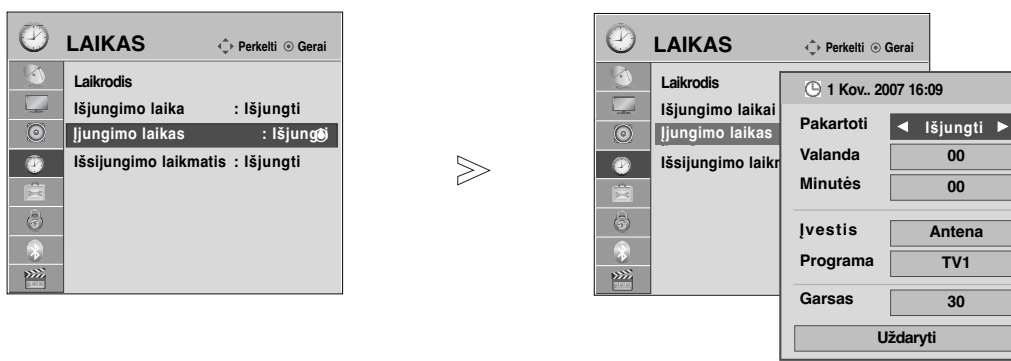 LAIKAS Perkelti Gerai
Laikrodis
Išjungimo laika : Išjungti
Įjungimo laikas : Išjungti
Išsijungimo laikmatis : Išjungti
LAIKAS Perkelti Gerai
Laikrodis
Išjungimo laikai
Įjungimo laikas
Išsijungimo laikr
1 Kov.. 2007 16:09
Pakartoti Išjungti
Valanda 00
Minutės 00
Įvestis Antena
Programa TV1
Garsas 30
Uždaryti